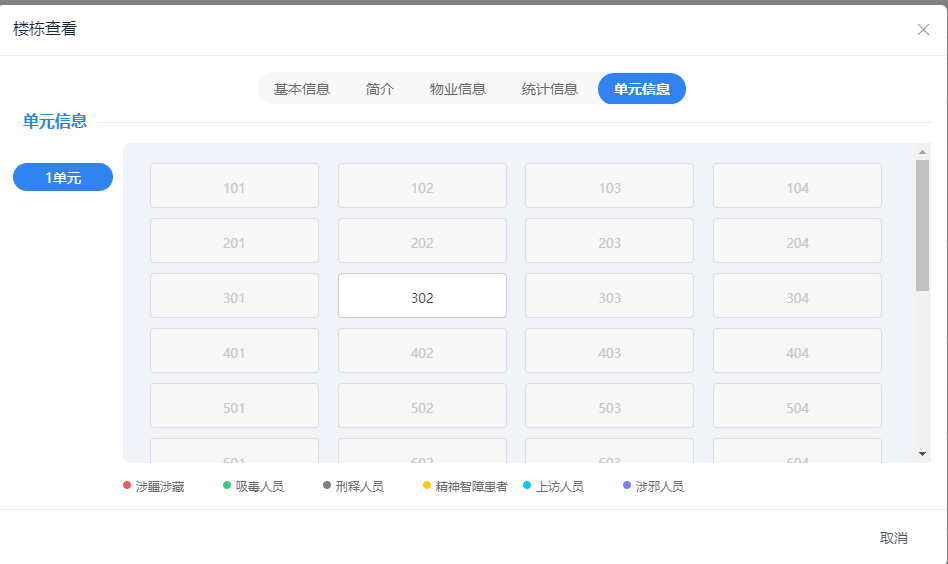 楼栋查看
基本信息 简介 物业信息 统计信息 单元信息
单元信息
1单元
101 102 103 104
201 202 203 204
301 302 303 304
401 402 403 404
501 502 503 504
601 602 603 604
涉疆涉藏 吸毒人员 刑释人员 精神智障患者 上访人员 涉邪人员
取消